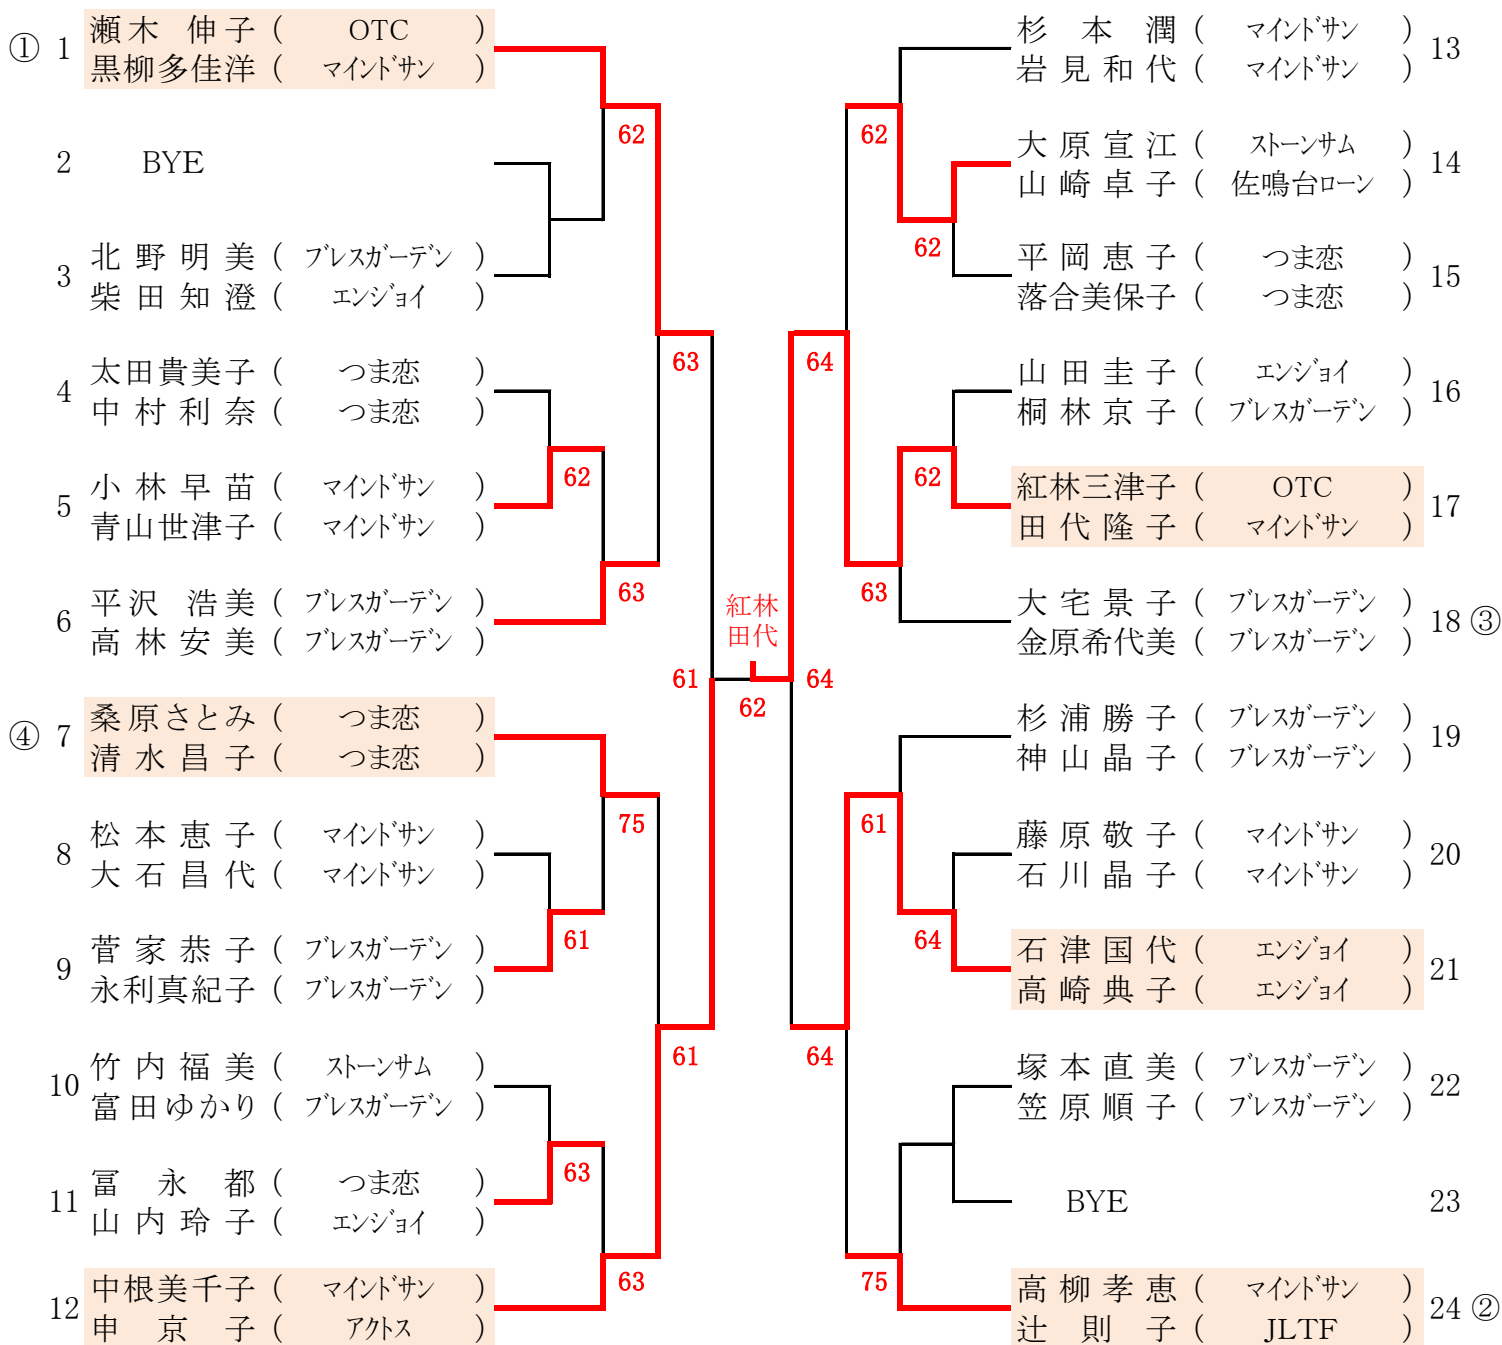 ① 1 瀬木 伸子 ( OTC )
黒柳多佳洋 ( マインドサン )
2 BYE
3 北野明美 ( ブレスガーデン )
柴田知澄 ( エンジョイ )
4 太田貴美子 ( つま恋 )
中村利奈 ( つま恋 )
5 小林早苗 ( マインドサン )
青山世津子 ( マインドサン )
6 平沢 浩美 ( ブレスガーデン )
高林安美 ( ブレスガーデン )
④ 7 桑原さとみ ( つま恋 )
清水昌子 ( つま恋 )
8 松本恵子 ( マインドサン )
大石昌代 ( マインドサン )
9 菅家恭子 ( ブレスガーデン )
永利真紀子 ( ブレスガーデン )
10 竹内福美 ( ストーンサム )
富田ゆかり ( ブレスガーデン )
11 冨永都 ( つま恋 )
山内玲子 ( エンジョイ )
12 中根美千子 ( マインドサン )
申京子 ( アクトス )
62
63
62
63
61
75
61
61
63
63
紅林
田代
62
62
62
64
62
63
64
61
64
64
75
杉本潤 ( マインドサン ) 13
岩見和代 ( マインドサン )
大原宣江 ( ストーンサム ) 14
山崎卓子 ( 佐鳴台ローン )
平岡恵子 ( つま恋 ) 15
落合美保子 ( つま恋 )
山田圭子 ( エンジョイ ) 16
桐林京子 ( ブレスガーデン )
紅林三津子 ( OTC ) 17
田代隆子 ( マインドサン )
大宅景子 ( ブレスガーデン ) 18 ③
金原希代美 ( ブレスガーデン )
杉浦勝子 ( ブレスガーデン ) 19
神山晶子 ( ブレスガーデン )
藤原敬子 ( マインドサン ) 20
石川晶子 ( マインドサン )
石津国代 ( エンジョイ ) 21
高崎典子 ( エンジョイ )
塚本直美 ( ブレスガーデン ) 22
笠原順子 ( ブレスガーデン )
BYE 23
高柳孝恵 ( マインドサン ) 24 ②
辻則子 ( JLTF )